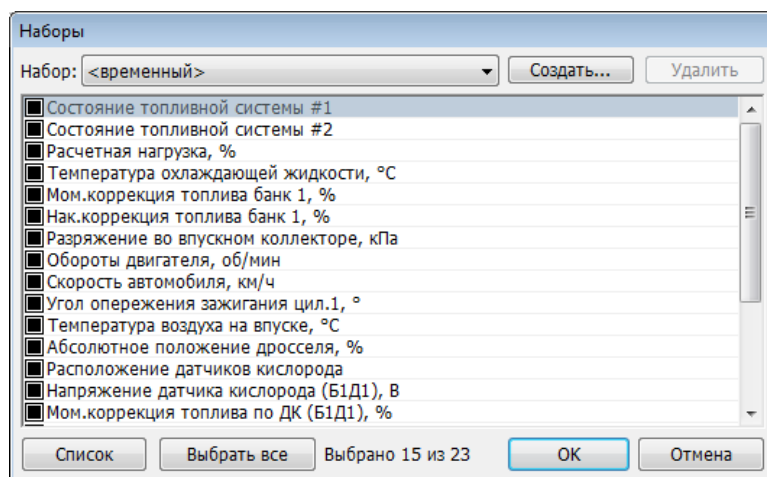 Наборы
Набор: <временный> Создать... Удалить
Состояние топливной системы #1
Состояние топливной системы #2
Расчетная нагрузка, %
Температура охлаждающей жидкости, °C
Мом.коррекция топлива банк 1, %
Нак.коррекция топлива банк 1, %
Разряжение во впускном коллекторе, кПа
Обороты двигателя, об/мин
Скорость автомобиля, км/ч
Угол опережения зажигания цил.1, °
Температура воздуха на впуске, °C
Абсолютное положение дросселя, %
Расположение датчиков кислорода
Напряжение датчика кислорода (Б1Д1), В
Мом.коррекция топлива по ДК (Б1Д1), %
Список Выбрать все Выбрано 15 из 23 OK Отмена